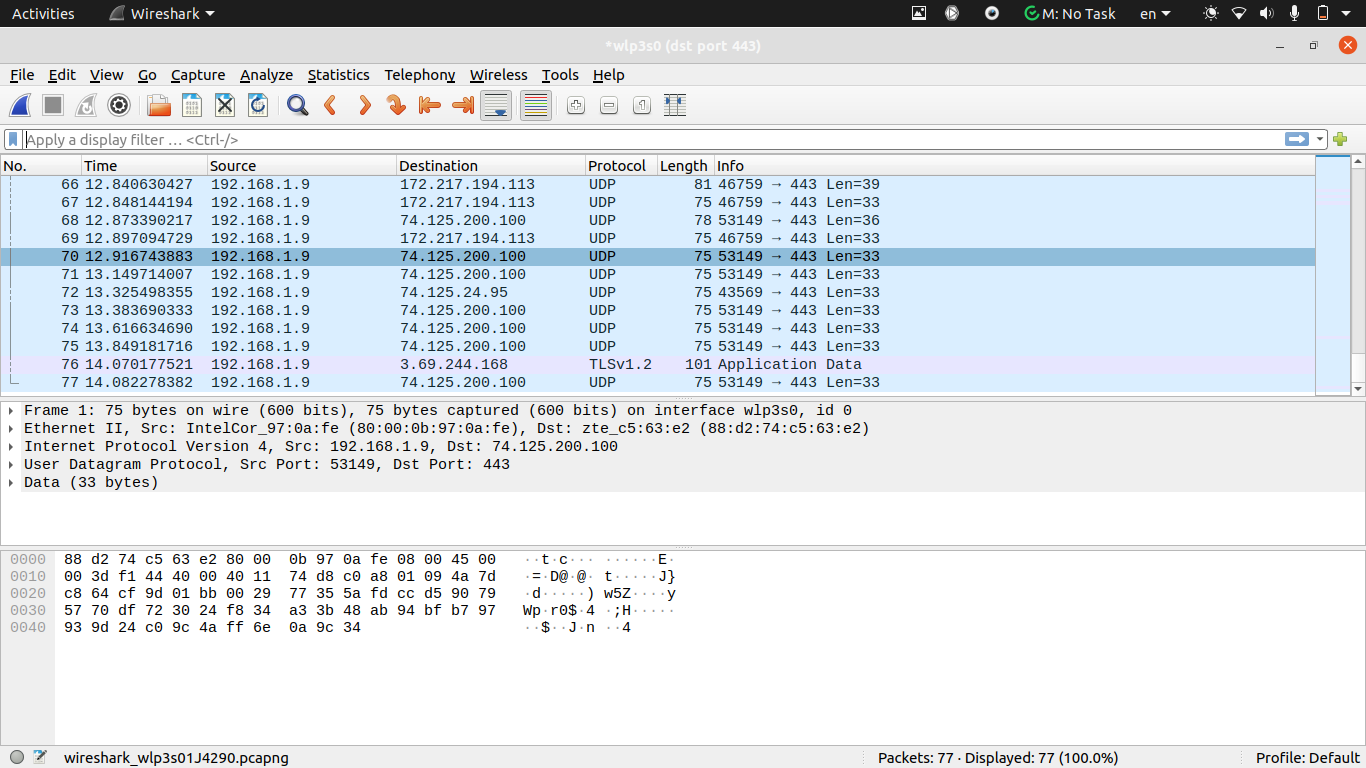 Activities Wireshark M: No Task en
*wlp3s0 (dst port 443)
File Edit View Go Capture Analyze Statistics Telephony Wireless Tools Help
Apply a display filter … <Ctrl-/>
No. Time Source Destination Protocol Length Info
66 12.840630427 192.168.1.9 172.217.194.113 UDP 81 46759 → 443 Len=39
67 12.848144194 192.168.1.9 172.217.194.113 UDP 75 46759 → 443 Len=33
68 12.873390217 192.168.1.9 74.125.200.100 UDP 78 53149 → 443 Len=36
69 12.897094729 192.168.1.9 172.217.194.113 UDP 75 46759 → 443 Len=33
70 12.916743883 192.168.1.9 74.125.200.100 UDP 75 53149 → 443 Len=33
71 13.149714007 192.168.1.9 74.125.200.100 UDP 75 53149 → 443 Len=33
72 13.325498355 192.168.1.9 74.125.24.95 UDP 75 43569 → 443 Len=33
73 13.383690333 192.168.1.9 74.125.200.100 UDP 75 53149 → 443 Len=33
74 13.616634690 192.168.1.9 74.125.200.100 UDP 75 53149 → 443 Len=33
75 13.849181716 192.168.1.9 74.125.200.100 UDP 75 53149 → 443 Len=33
76 14.070177521 192.168.1.9 3.69.244.168 TLSv1.2 101 Application Data
77 14.082278382 192.168.1.9 74.125.200.100 UDP 75 53149 → 443 Len=33
Frame 1: 75 bytes on wire (600 bits), 75 bytes captured (600 bits) on interface wlp3s0, id 0
Ethernet II, Src: IntelCor_97:0a:fe (80:00:0b:97:0a:fe), Dst: zte_c5:63:e2 (88:d2:74:c5:63:e2)
Internet Protocol Version 4, Src: 192.168.1.9, Dst: 74.125.200.100
User Datagram Protocol, Src Port: 53149, Dst Port: 443
Data (33 bytes)
0000 88 d2 74 c5 63 e2 80 00 0b 97 0a fe 08 00 45 00 ··t·c··· ······E·
0010 00 3d f1 44 40 00 40 11 74 d8 c0 a8 01 09 4a 7d ·=·D@·@· t·····J}
0020 c8 64 cf 9d 01 bb 00 29 77 35 5a fd cc d5 90 79 ·d·····) w5Z····y
0030 57 70 df 72 30 24 f8 34 a3 3b 48 ab 94 bf b7 97 Wp·r0$·4 ·;H·····
0040 93 9d 24 c0 9c 4a ff 6e 0a 9c 34 ··$··J·n ··4
wireshark_wlp3s01J4290.pcapng Packets: 77 · Displayed: 77 (100.0%) Profile: Default